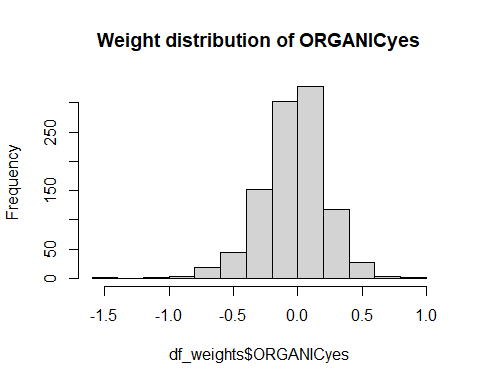 Weight distribution of ORGANICyes
Frequency
250
150
50
0
-1.5 -1.0 -0.5 0.0 0.5 1.0
df_weights$ORGANICyes